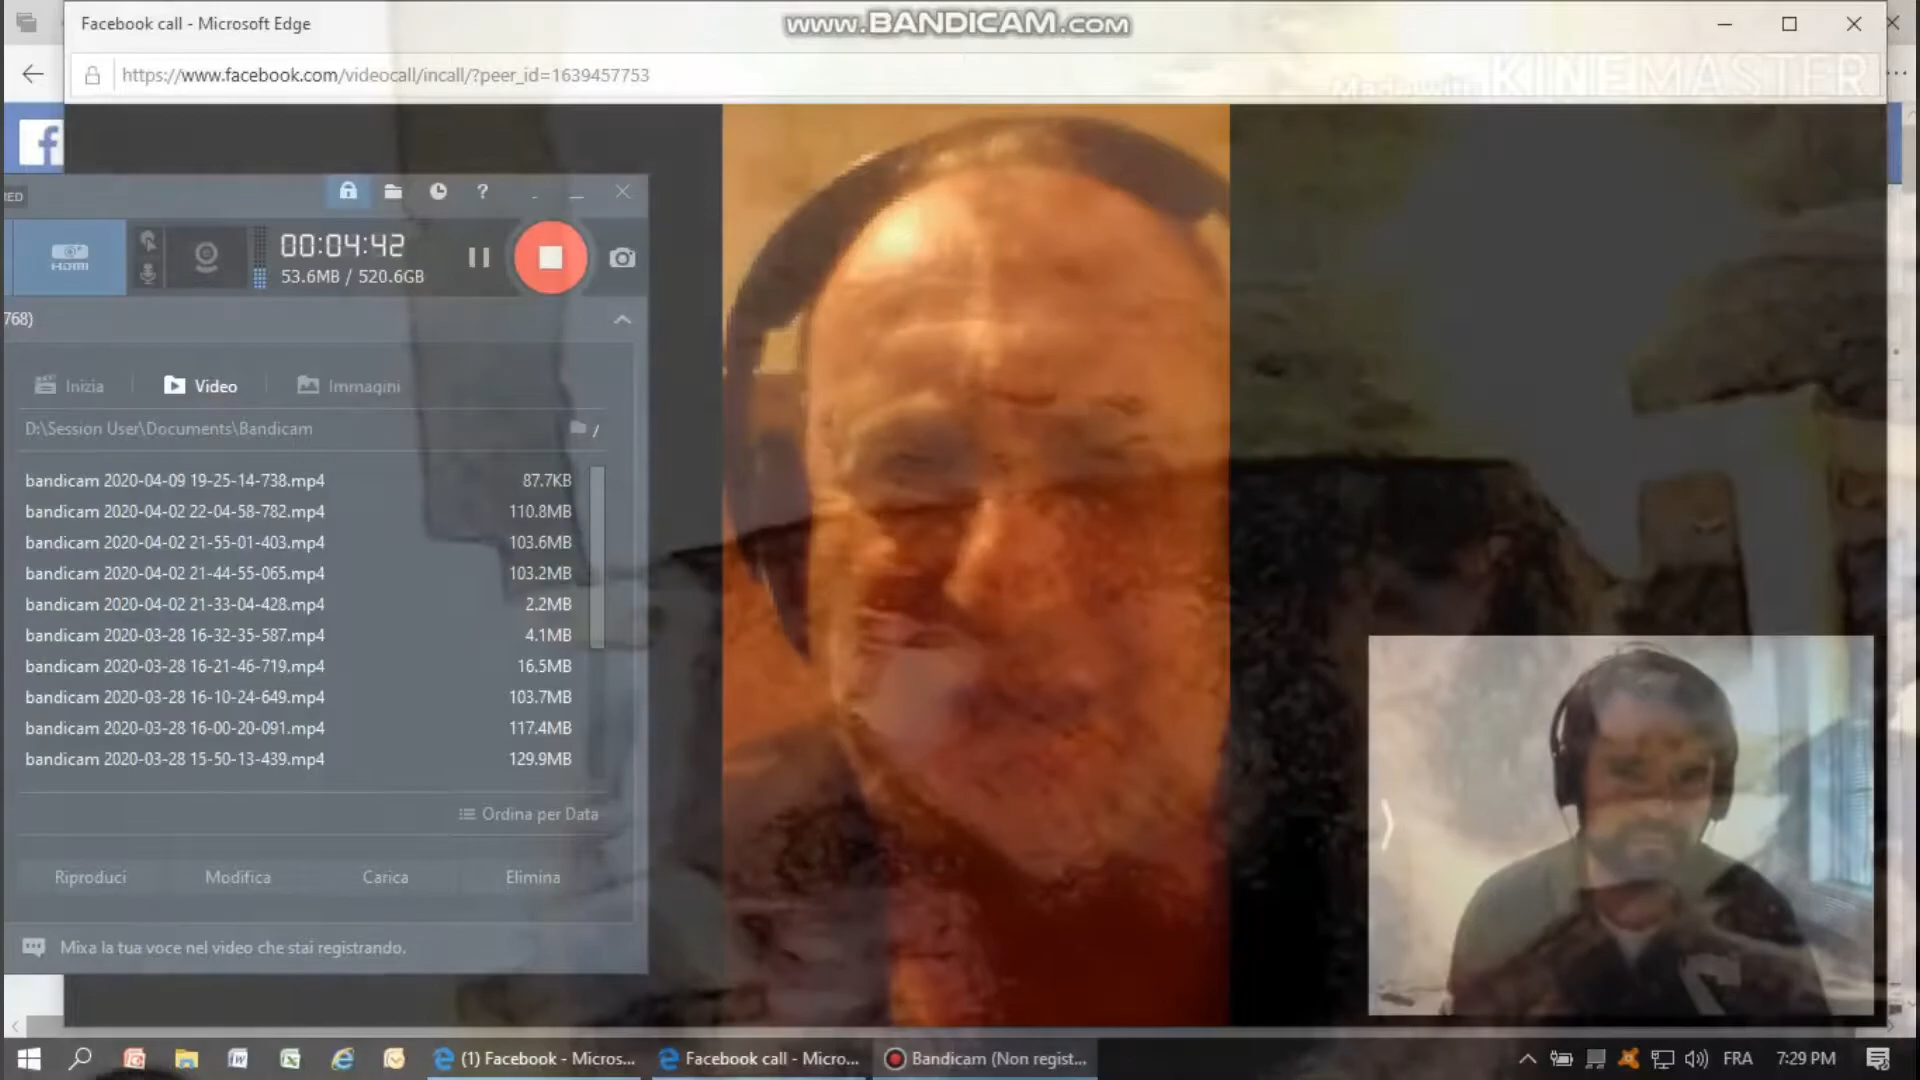 Facebook call - Microsoft Edge
www.BANDICAM.com
https://www.facebook.com/videocall/incall/?peer_id=1639457753
Made with KINEMASTER
f
RED
?
HDMI
00:04:42
53.6MB / 520.6GB
768)
Inizia
Video
Immagini
D:\Session User\Documents\Bandicam
/
bandicam 2020-04-09 19-25-14-738.mp4 87.7KB
bandicam 2020-04-02 22-04-58-782.mp4 110.8MB
bandicam 2020-04-02 21-55-01-403.mp4 103.6MB
bandicam 2020-04-02 21-44-55-065.mp4 103.2MB
bandicam 2020-04-02 21-33-04-428.mp4 2.2MB
bandicam 2020-03-28 16-32-35-587.mp4 4.1MB
bandicam 2020-03-28 16-21-46-719.mp4 16.5MB
bandicam 2020-03-28 16-10-24-649.mp4 103.7MB
bandicam 2020-03-28 16-00-20-091.mp4 117.4MB
bandicam 2020-03-28 15-50-13-439.mp4 129.9MB
Ordina per Data
Riproduci Modifica Carica Elimina
Mixa la tua voce nel video che stai registrando.
(1) Facebook - Micros...
Facebook call - Micro...
Bandicam (Non regist...
FRA
7:29 PM